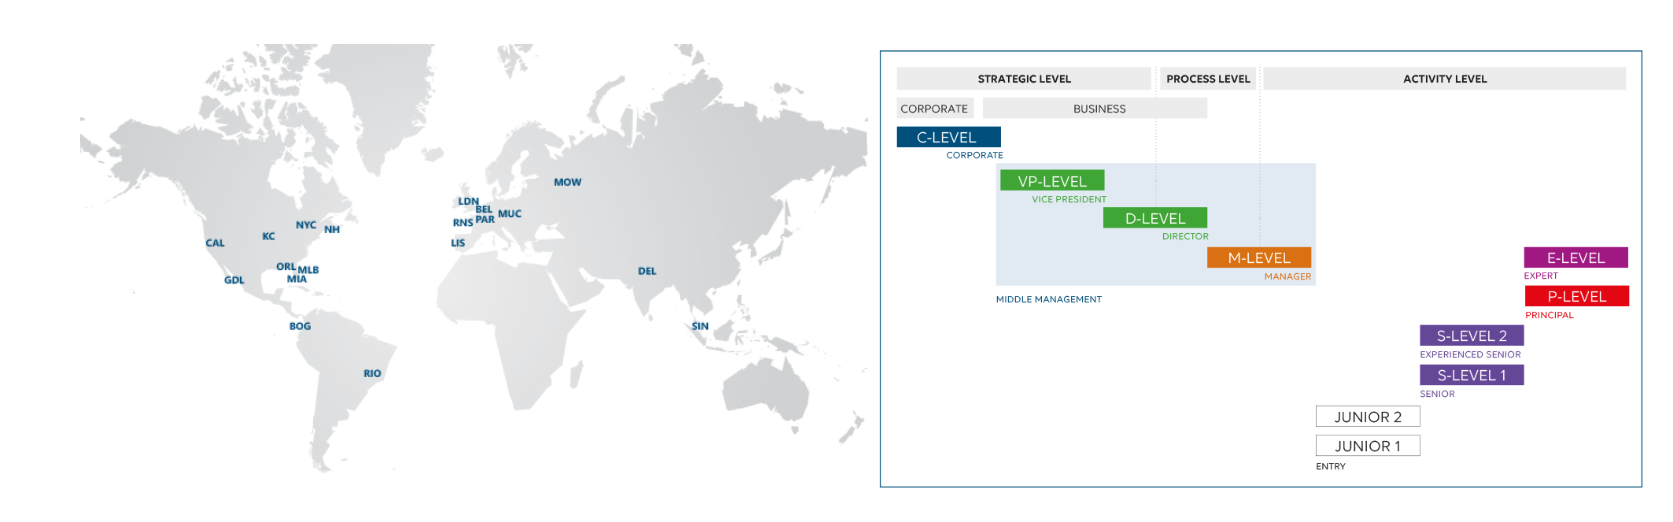 MOW
LDN
BEL
MUC
RNS
PAR
LIS
NYC
NH
KC
CAL
ORL
MLB
MIA
GDL
DEL
BOG
SIN
RIO
STRATEGIC LEVEL
PROCESS LEVEL
ACTIVITY LEVEL
CORPORATE
BUSINESS
C-LEVEL
CORPORATE
VP-LEVEL
VICE PRESIDENT
D-LEVEL
DIRECTOR
M-LEVEL
MANAGER
MIDDLE MANAGEMENT
E-LEVEL
EXPERT
P-LEVEL
PRINCIPAL
S-LEVEL 2
EXPERIENCED SENIOR
S-LEVEL 1
SENIOR
JUNIOR 2
JUNIOR 1
ENTRY